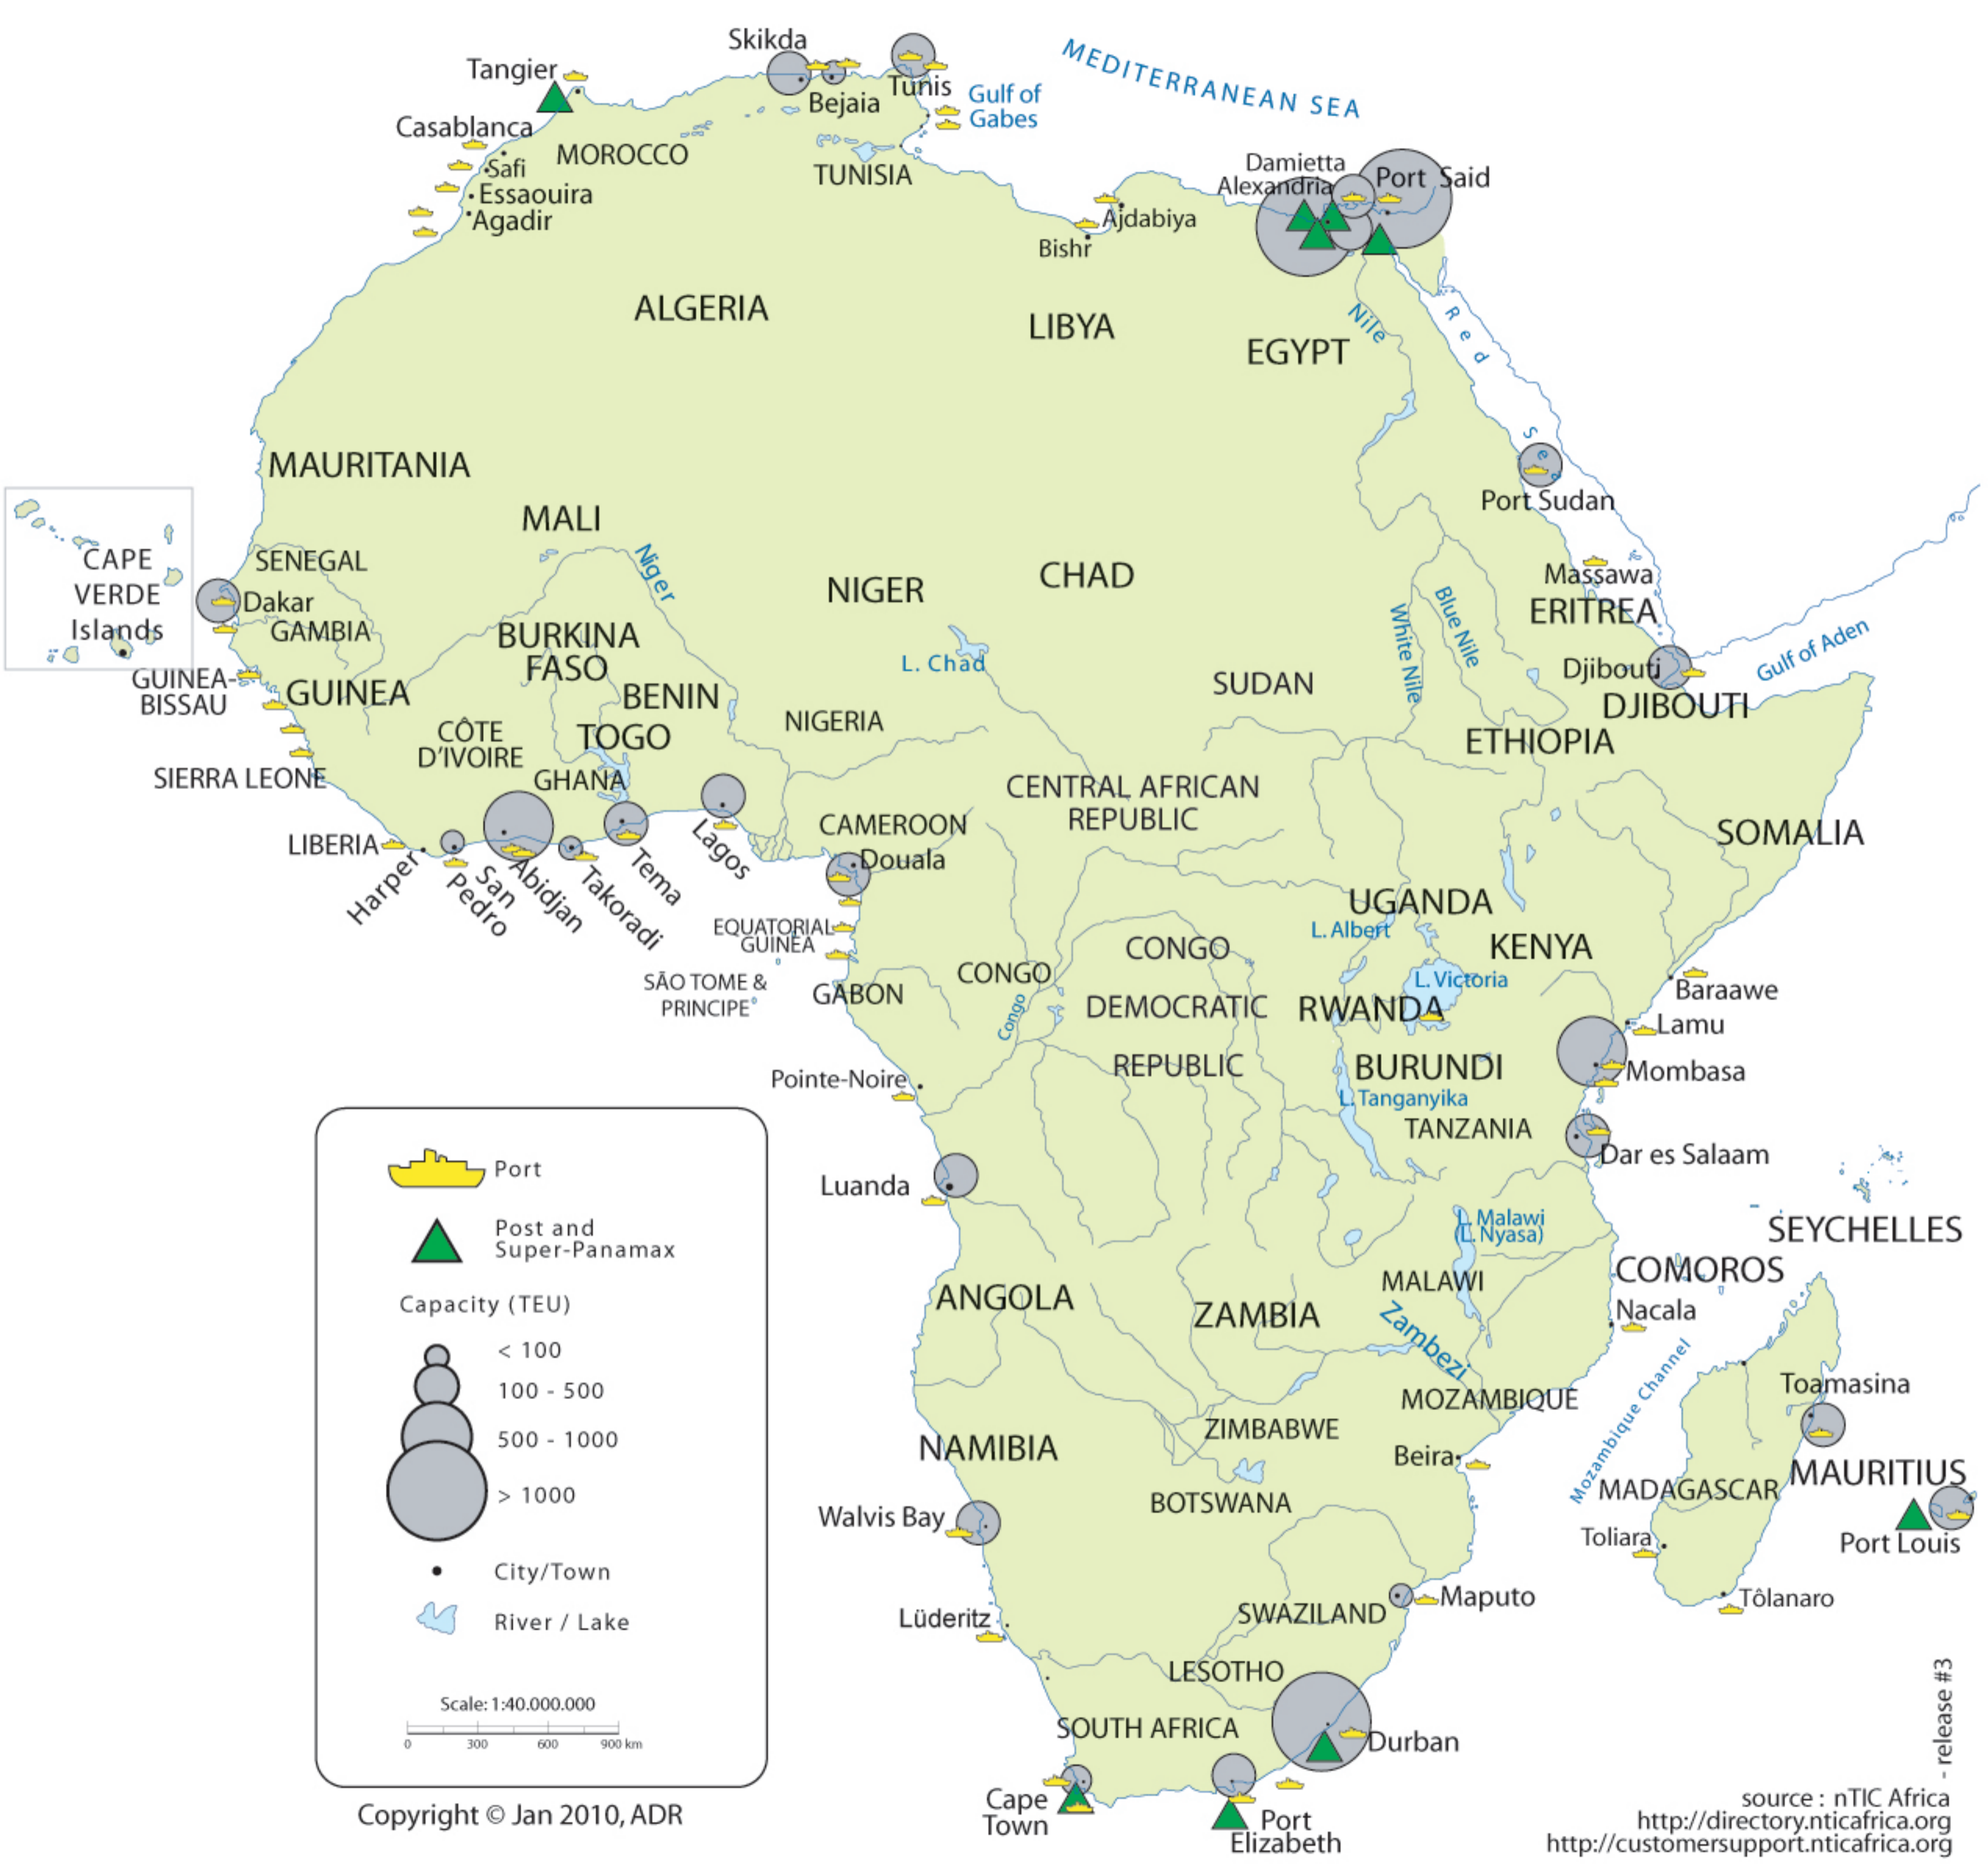 MEDITERRANEAN SEA
Skikda
Tangier
Tunis
Bejaia
Gulf of
Gabes
Casablanca
MOROCCO
Safi
TUNISIA
Essaouira
Agadir
Damietta
Alexandria
Port Said
Ajdabiya
Bishr
ALGERIA
LIBYA
EGYPT
Nile
Red Sea
MAURITANIA
MALI
Port Sudan
CAPE
VERDE
Islands
SENEGAL
Niger
NIGER
CHAD
Massawa
ERITREA
Dakar
GAMBIA
BURKINA
FASO
White Nile
Blue Nile
L. Chad
SUDAN
Djibouti
DJIBOUTI
Gulf of Aden
GUINEA-
BISSAU
GUINEA
BENIN
CÔTE
D'IVOIRE
TOGO
NIGERIA
ETHIOPIA
SIERRA LEONE
GHANA
CENTRAL AFRICAN
REPUBLIC
SOMALIA
LIBERIA
CAMEROON
Douala
Harper
San
Pedro
Abidjan
Takoradi
Tema
Lagos
UGANDA
L. Albert
KENYA
EQUATORIAL
GUINEA
SÃO TOME &
PRINCIPE
GABON
CONGO
Congo
CONGO
DEMOCRATIC
REPUBLIC
L. Victoria
RWANDA
Baraawe
Lamu
BURUNDI
Mombasa
L. Tanganyika
TANZANIA
Dar es Salaam
Pointe-Noire
Luanda
L. Malawi
(L. Nyasa)
SEYCHELLES
COMOROS
MALAWI
Nacala
ANGOLA
ZAMBIA
Zambezi
Mozambique Channel
Toamasina
MOZAMBIQUE
ZIMBABWE
Beira
NAMIBIA
MAURITIUS
MADAGASCAR
BOTSWANA
Walvis Bay
Toliara
Port Louis
Maputo
Tôlanaro
SWAZILAND
Lüderitz
LESOTHO
SOUTH AFRICA
Durban
Cape
Town
Port
Elizabeth
Port
Post and
Super-Panamax
Capacity (TEU)
< 100
100 - 500
500 - 1000
> 1000
City/Town
River / Lake
Scale: 1:40.000.000
0 300 600 900 km
Copyright © Jan 2010, ADR
- release #3
source : nTIC Africa
http://directory.nticafrica.org
http://customersupport.nticafrica.org